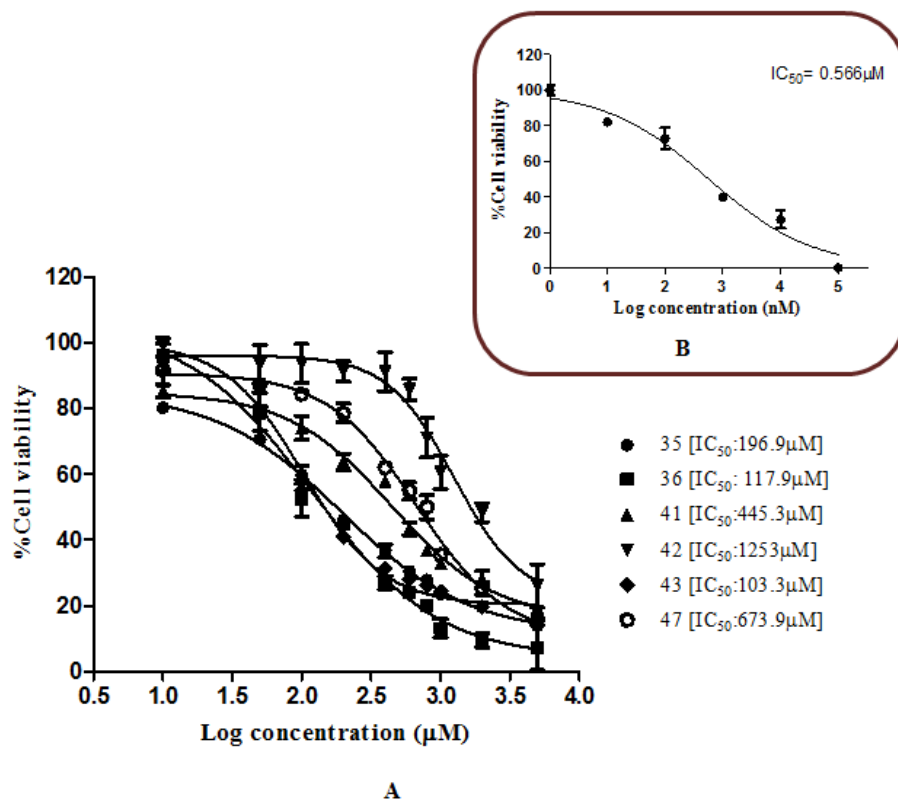 120
100
80
60
40
20
0
%Cell viability
IC50= 0.566µM
0 1 2 3 4 5
Log concentration (nM)
B
120
100
80
60
40
20
0
%Cell viability
0.5 1.0 1.5 2.0 2.5 3.0 3.5 4.0
Log concentration (µM)
35 [IC50:196.9µM]
36 [IC50: 117.9µM]
41 [IC50:445.3µM]
42 [IC50:1253µM]
43 [IC50:103.3µM]
47 [IC50:673.9µM]
A